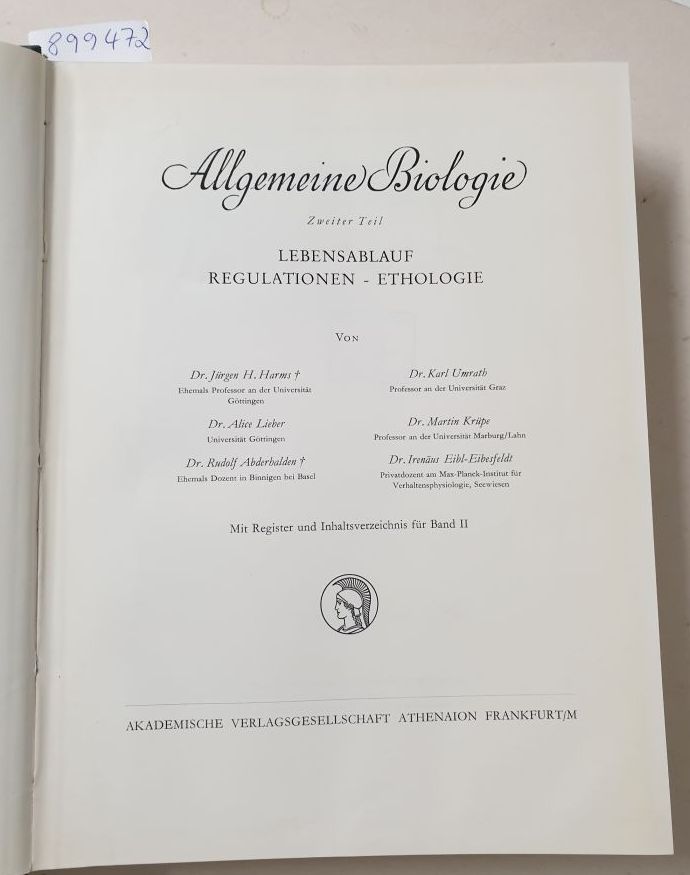 899472
Allgemeine Biologie
Zweiter Teil
LEBENSABLAUF
REGULATIONEN - ETHOLOGIE
VON
Dr. Jürgen H. Harms †
Ehemals Professor an der Universität
Göttingen
Dr. Alice Lieber
Universität Göttingen
Dr. Rudolf Abderhalden †
Ehemals Dozent in Binnigen bei Basel
Dr. Karl Umrath
Professor an der Universität Graz
Dr. Martin Krüpe
Professor an der Universität Marburg/Lahn
Dr. Irenäus Eibl-Eibesfeldt
Privatdozent am Max-Planck-Institut für
Verhaltensphysiologie, Seewiesen
Mit Register und Inhaltsverzeichnis für Band II
AKADEMISCHE VERLAGSGESELLSCHAFT ATHENAION FRANKFURT/M